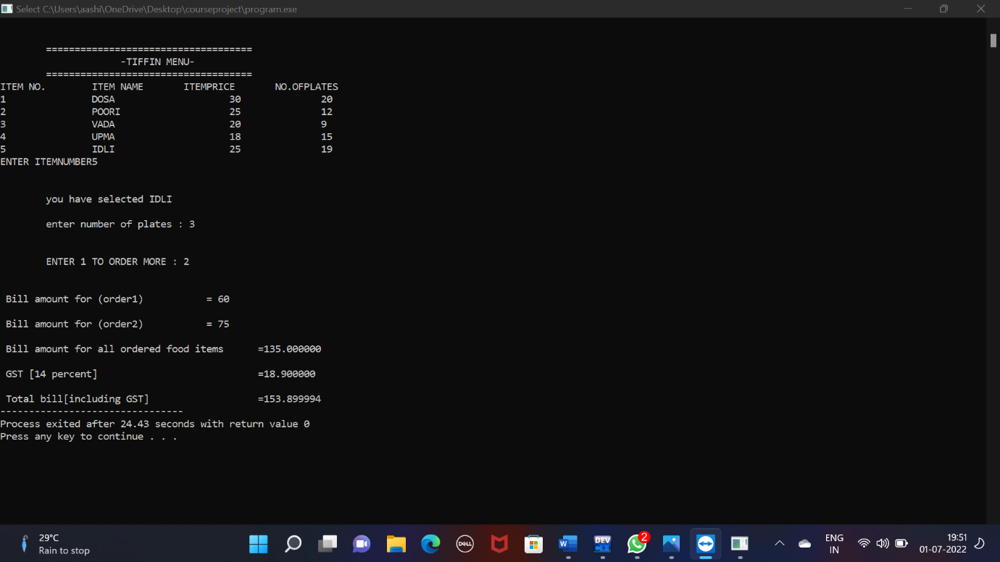 Select C:\Users\aashi\OneDrive\Desktop\courseproject\program.exe
====================================
-TIFFIN MENU-
====================================
ITEM NO. ITEM NAME ITEMPRICE NO.OFPLATES
1 DOSA 30 20
2 POORI 25 12
3 VADA 20 9
4 UPMA 18 15
5 IDLI 25 19
ENTER ITEMNUMBER5
you have selected IDLI
enter number of plates : 3
ENTER 1 TO ORDER MORE : 2
Bill amount for (order1) = 60
Bill amount for (order2) = 75
Bill amount for all ordered food items =135.000000
GST [14 percent] =18.900000
Total bill[including GST] =153.899994
--------------------------------
Process exited after 24.43 seconds with return value 0
Press any key to continue . . .
29°C
Rain to stop
DELL
W
DEV
C++
2
ENG
IN
19:51
01-07-2022